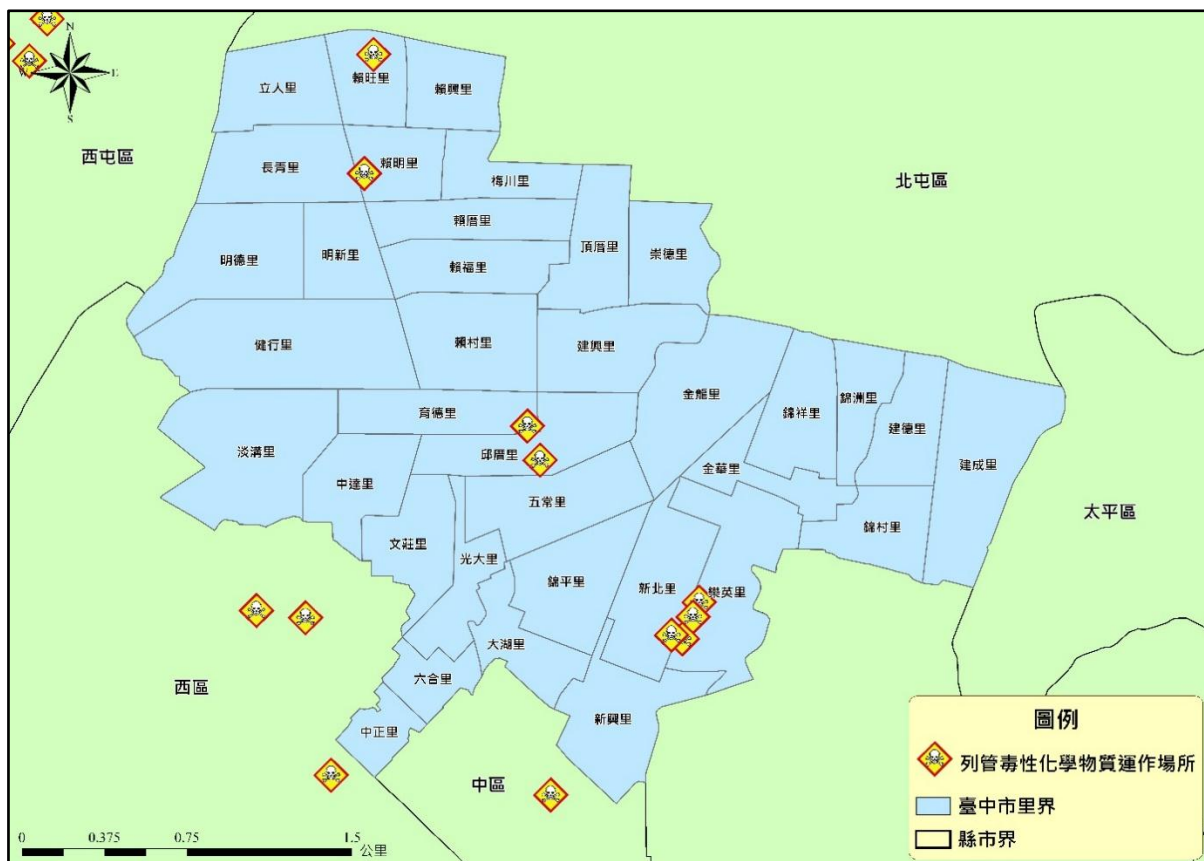 N
W
E
S
立人里
賴旺里
賴興里
西屯區
長青里
賴明里
梅川里
北屯區
賴厝里
頂厝里
崇德里
明德里
明新里
賴福里
健行里
賴村里
建興里
金龍里
錦祥里
錦洲里
建德里
育德里
淡溝里
邱厝里
金華里
建成里
中達里
五常里
錦村里
太平區
文莊里
光大里
錦平里
新北里
樂英里
大湖里
六合里
西區
新興里
中正里
中區
圖例
列管毒性化學物質運作場所
臺中市里界
縣市界
0 0.375 0.75 1.5
公里